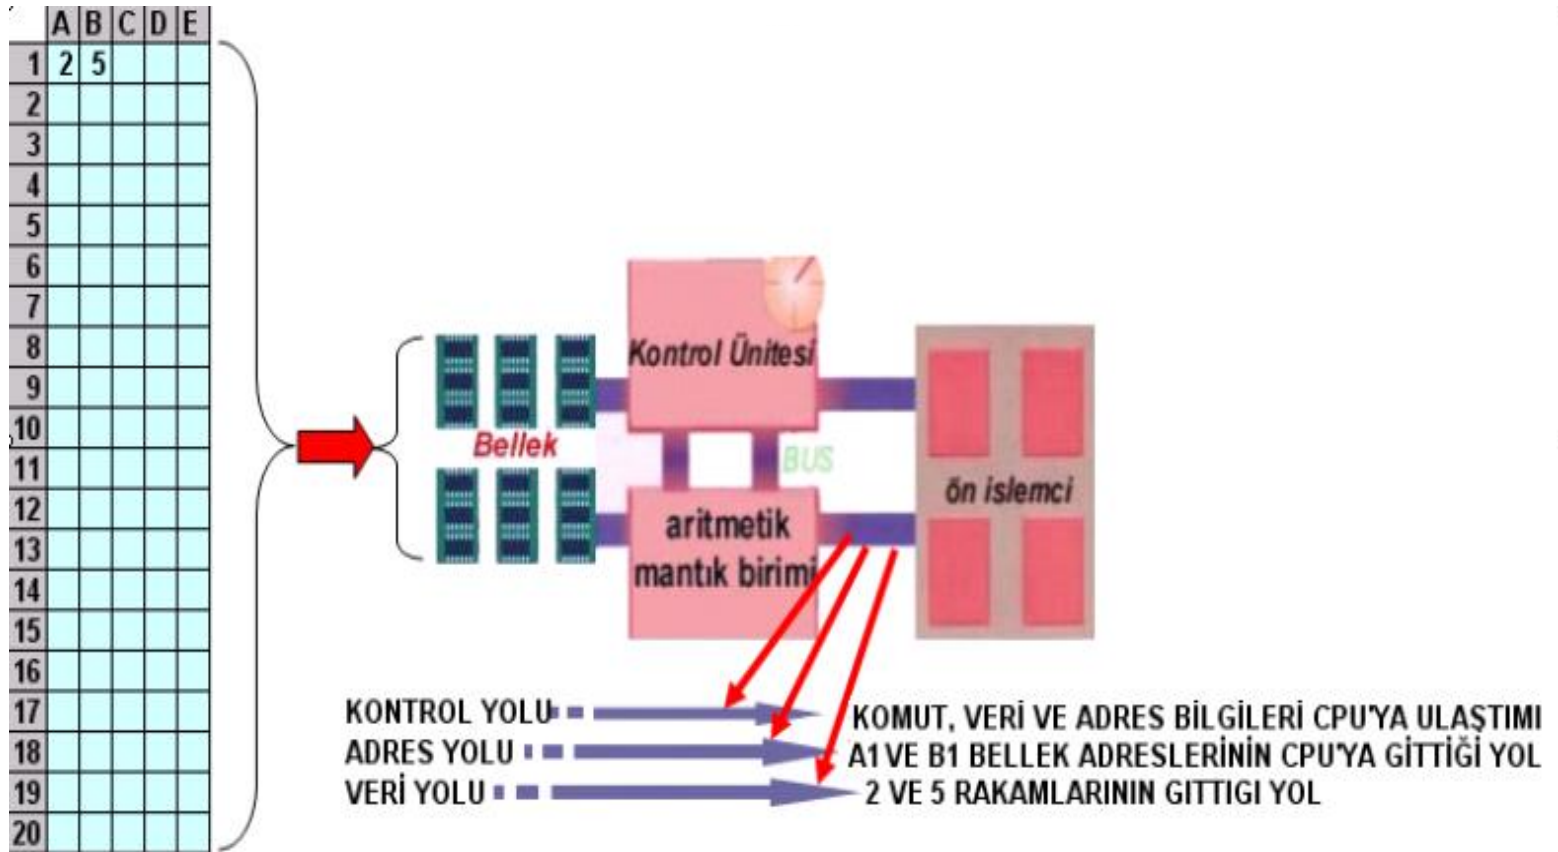 A B C D E
1 2 5
2
3
4
5
6
7
8
9
10
11
12
13
14
15
16
17
18
19
20
Kontrol Ünitesi
Bellek
BUS
ön islemci
aritmetik
mantık birimi
KONTROL YOLU
KOMUT, VERİ VE ADRES BİLGİLERİ CPU'YA ULAŞTIMI
ADRES YOLU
A1 VE B1 BELLEK ADRESLERİNİN CPU'YA GİTTİĞİ YOL
VERİ YOLU
2 VE 5 RAKAMLARININ GITTIGI YOL